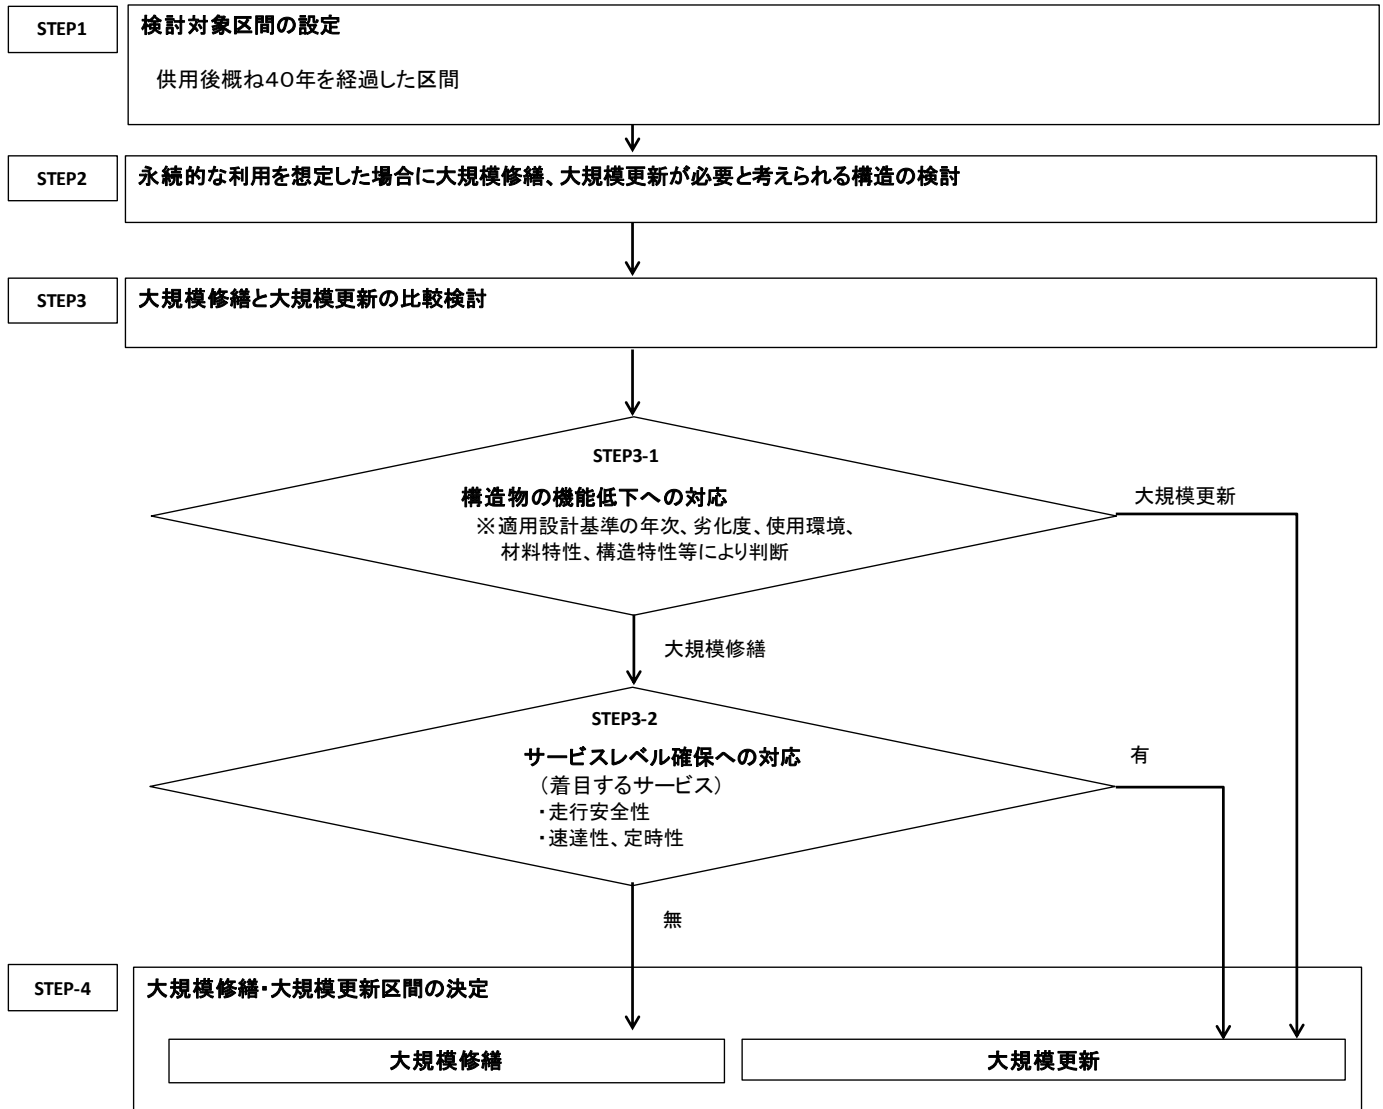 STEP1
検討対象区間の設定
供用後概ね40年を経過した区間
STEP2
永続的な利用を想定した場合に大規模修繕、大規模更新が必要と考えられる構造の検討
STEP3
大規模修繕と大規模更新の比較検討
STEP3-1
構造物の機能低下への対応
※適用設計基準の年次、劣化度、使用環境、
材料特性、構造特性等により判断
大規模更新
大規模修繕
STEP3-2
サービスレベル確保への対応
(着目するサービス)
・走行安全性
・速達性、定時性
有
無
STEP-4
大規模修繕・大規模更新区間の決定
大規模修繕
大規模更新